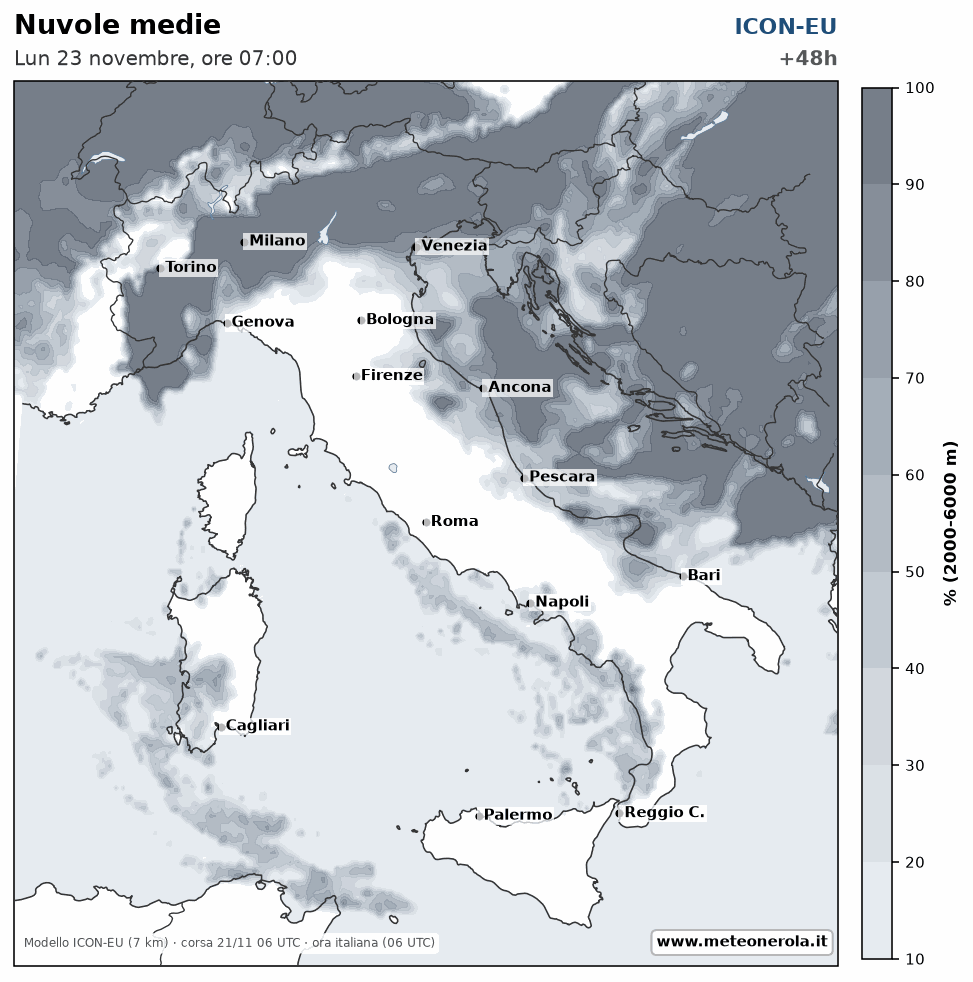 Nuvole medie
ICON-EU
Lun 23 novembre, ore 07:00
+48h
100
90
80
70
60
50
40
30
20
10
% (2000-6000 m)
Milano
Venezia
Torino
Genova
Bologna
Firenze
Ancona
Pescara
Roma
Bari
Napoli
Cagliari
Palermo
Reggio C.
Modello ICON-EU (7 km) · corsa 21/11 06 UTC · ora italiana (06 UTC)
www.meteonerola.it